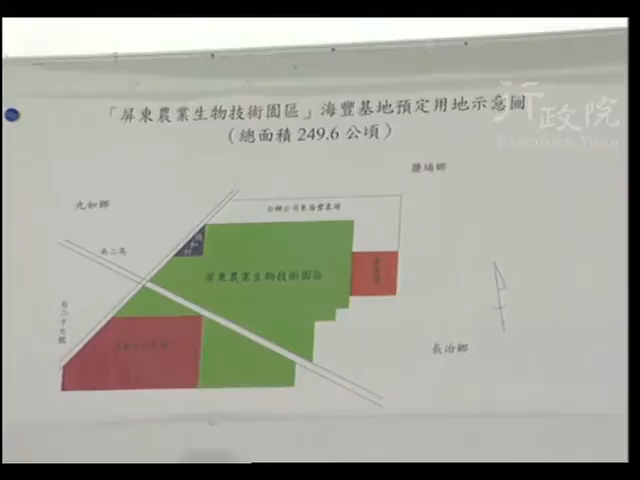 「屏東農業生物技術園區」海豐基地預定用地示意圖
(總面積 249.6 公頃)
行政院
Executive Yuan
鹽埔鄉
九如鄉
台糖公司東海豐農場
南二高
屏東農業生物技術園區
台二十七號
長治鄉